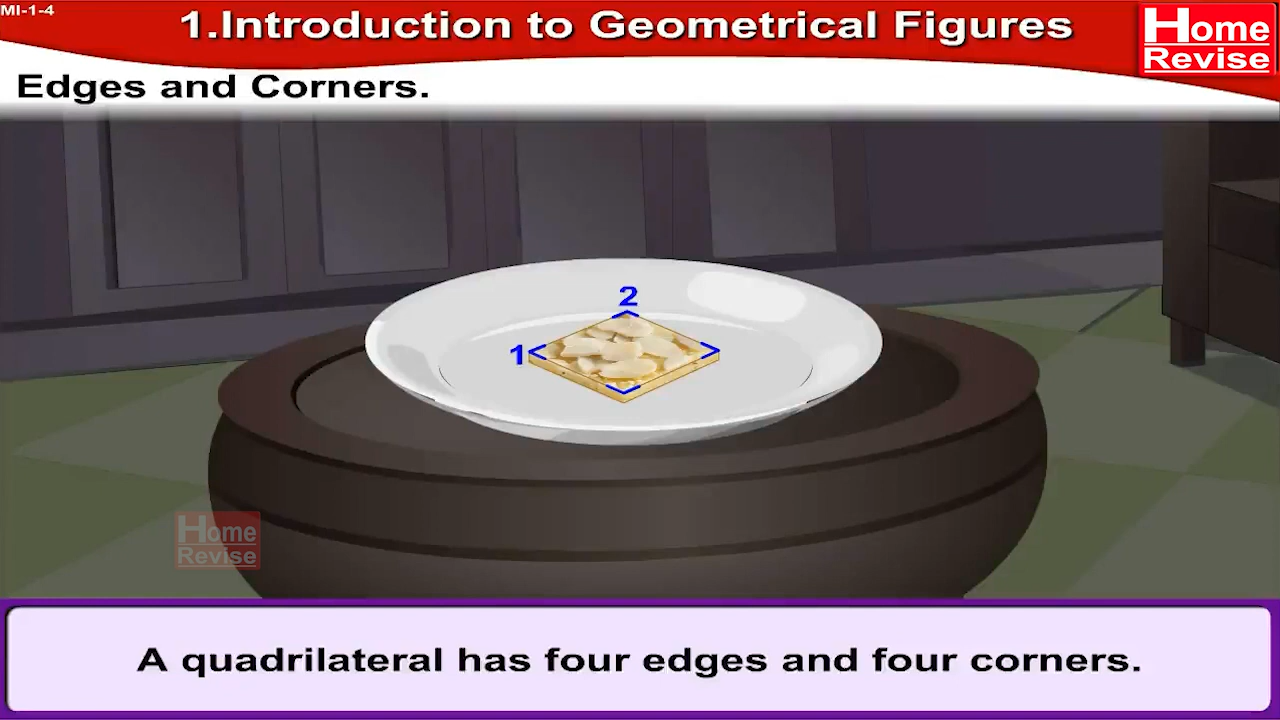 MI-1-4
1.Introduction to Geometrical Figures
Home
Revise
Edges and Corners.
2
1
Home
Revise
A quadrilateral has four edges and four corners.